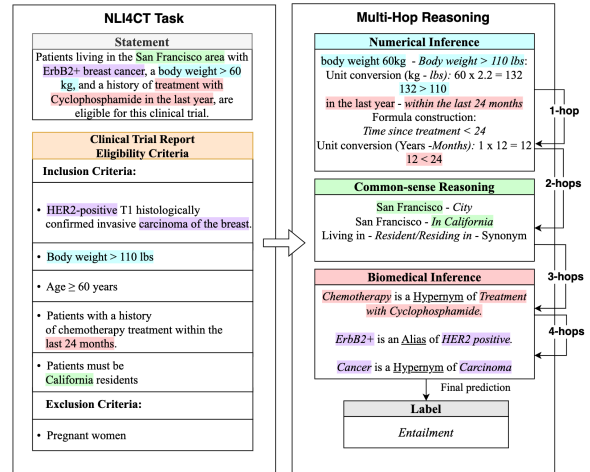 NLI4CT Task
Statement
Patients living in the San Francisco area with
ErbB2+ breast cancer, a body weight > 60
kg, and a history of treatment with
Cyclophosphamide in the last year, are
eligible for this clinical trial.
Clinical Trial Report
Eligibility Criteria
Inclusion Criteria:
• HER2-positive T1 histologically
confirmed invasive carcinoma of the breast.
• Body weight > 110 lbs
• Age ≥ 60 years
• Patients with a history
of chemotherapy treatment within the
last 24 months.
• Patients must be
California residents
Exclusion Criteria:
• Pregnant women
Multi-Hop Reasoning
Numerical Inference
body weight 60kg - Body weight > 110 lbs:
Unit conversion (kg - lbs): 60 x 2.2 = 132
132 > 110
in the last year - within the last 24 months
Formula construction:
Time since treatment < 24
Unit conversion (Years -Months): 1 x 12 = 12
12 < 24
Common-sense Reasoning
San Francisco - City
San Francisco - In California
Living in - Resident/Residing in - Synonym
Biomedical Inference
Chemotherapy is a Hypernym of Treatment
with Cyclophosphamide.
ErbB2+ is an Alias of HER2 positive.
Cancer is a Hypernym of Carcinoma
1-hop
2-hops
3-hops
4-hops
Final prediction
Label
Entailment